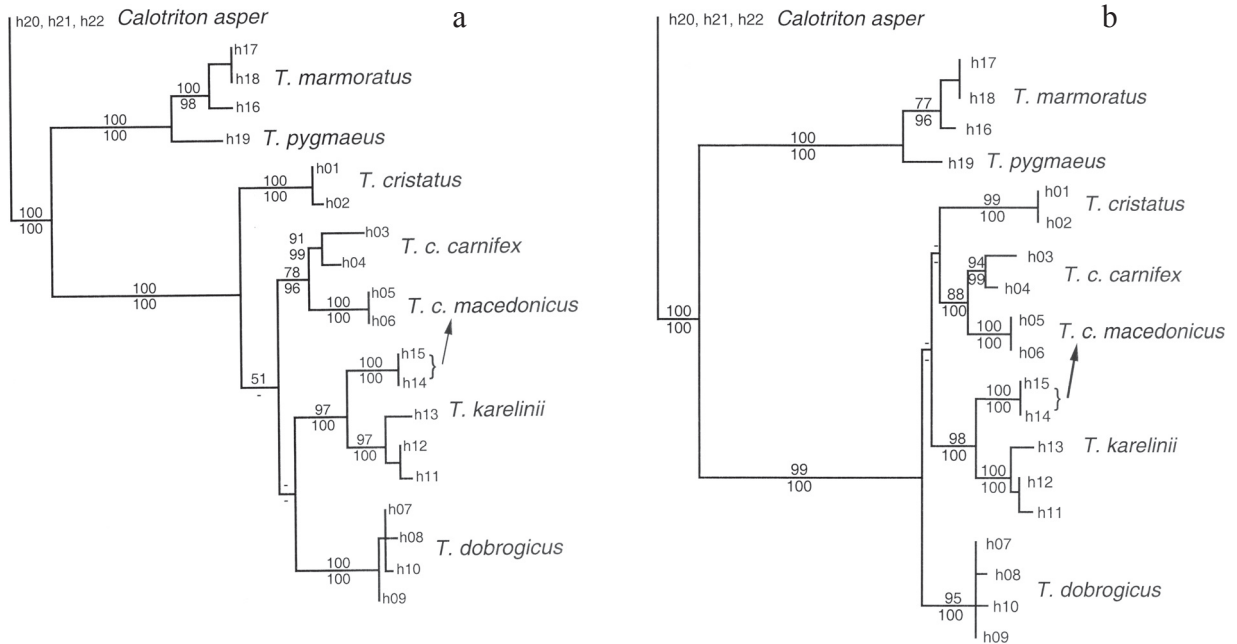 h20, h21, h22 Calotriton asper a
h17
h18 T. marmoratus
100
98
h16
100
100
h19 T. pygmaeus
h01
100
100
T. cristatus
h02
100
100
91
99
h03
T. c. carnifex
h04
78
96
100
100
h05
h06
T. c. macedonicus
100
100
h15
h14
}
51
-
97
100
h13 T. karelinii
97
100
h12
h11
-
-
h07
h08
T. dobrogicus
100
100
h10
h09
h20, h21, h22 Calotriton asper b
h17
h18 T. marmoratus
77
96
h16
100
100
h19 T. pygmaeus
99
100
h01
h02
T. cristatus
-
-
94
99
h03
h04
T. c. carnifex
88
100
100
100
h05
h06
T. c. macedonicus
100
100
-
-
100
100
h15
h14
}
98
100
h13 T. karelinii
100
100
h12
h11
99
100
h07
h08
T. dobrogicus
95
100
h10
h09